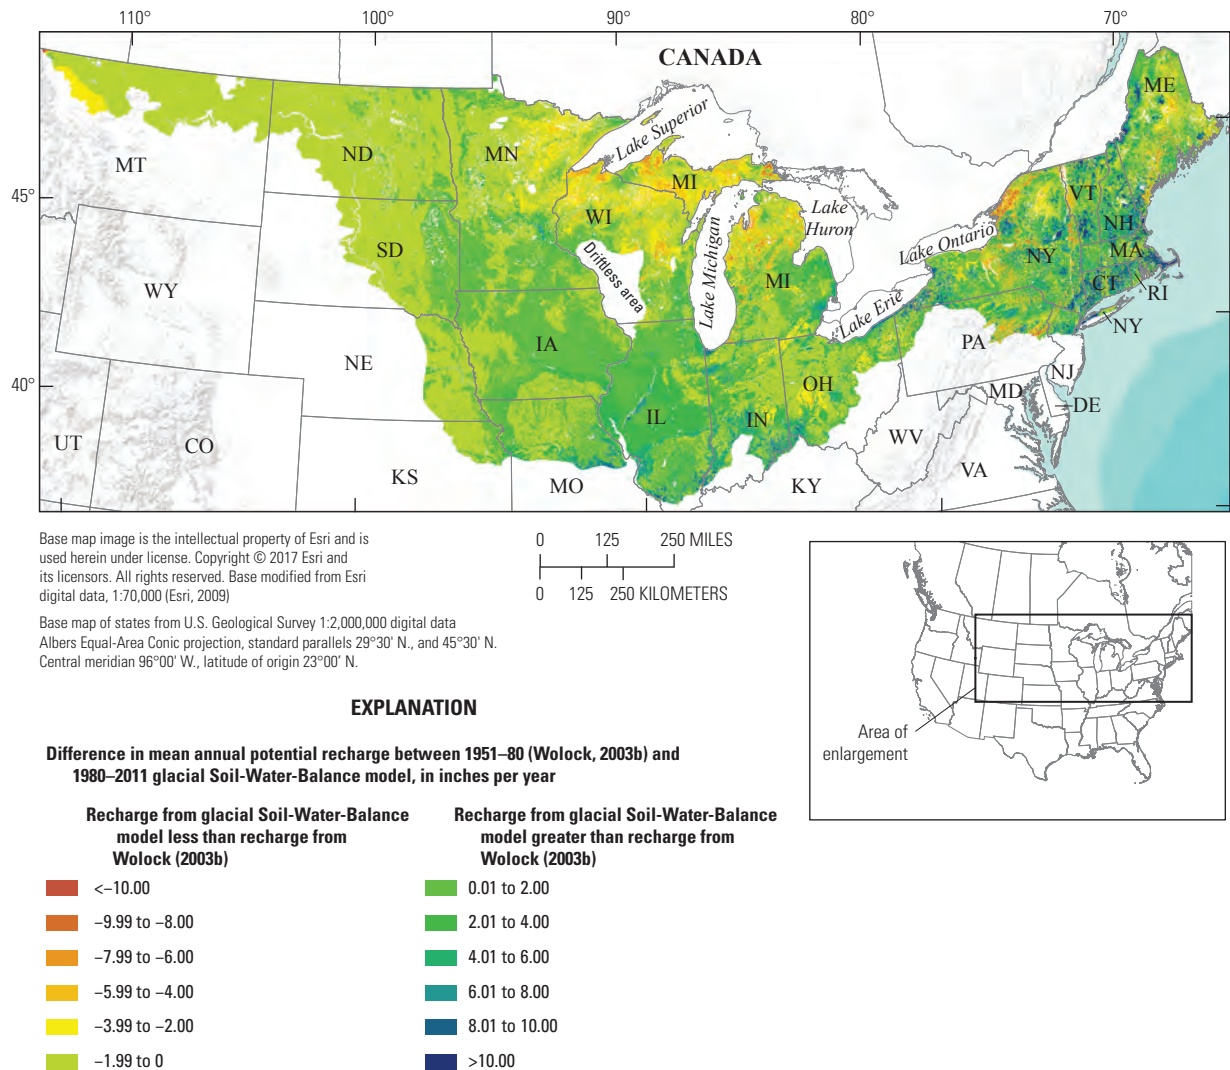 110° 100° 90° 80° 70°
CANADA
ME
Lake Superior
MT ND MN
MI VT
45°
WI Lake Huron NH
Lake Ontario
SD Driftless area Lake Michigan MI NY MA
CT
WY RI
Lake Erie NY
IA PA
NE NJ
40° OH
MD
IL IN DE
UT CO WV
VA
KS MO KY
Base map image is the intellectual property of Esri and is
used herein under license. Copyright © 2017 Esri and
its licensors. All rights reserved. Base modified from Esri
digital data, 1:70,000 (Esri, 2009)
Base map of states from U.S. Geological Survey 1:2,000,000 digital data
Albers Equal-Area Conic projection, standard parallels 29°30' N., and 45°30' N.
Central meridian 96°00' W., latitude of origin 23°00' N.
0 125 250 MILES
0 125 250 KILOMETERS
Area of
enlargement
EXPLANATION
Difference in mean annual potential recharge between 1951–80 (Wolock, 2003b) and
1980–2011 glacial Soil-Water-Balance model, in inches per year
Recharge from glacial Soil-Water-Balance
model less than recharge from
Wolock (2003b)
<–10.00
–9.99 to –8.00
–7.99 to –6.00
–5.99 to –4.00
–3.99 to –2.00
–1.99 to 0
Recharge from glacial Soil-Water-Balance
model greater than recharge from
Wolock (2003b)
0.01 to 2.00
2.01 to 4.00
4.01 to 6.00
6.01 to 8.00
8.01 to 10.00
>10.00